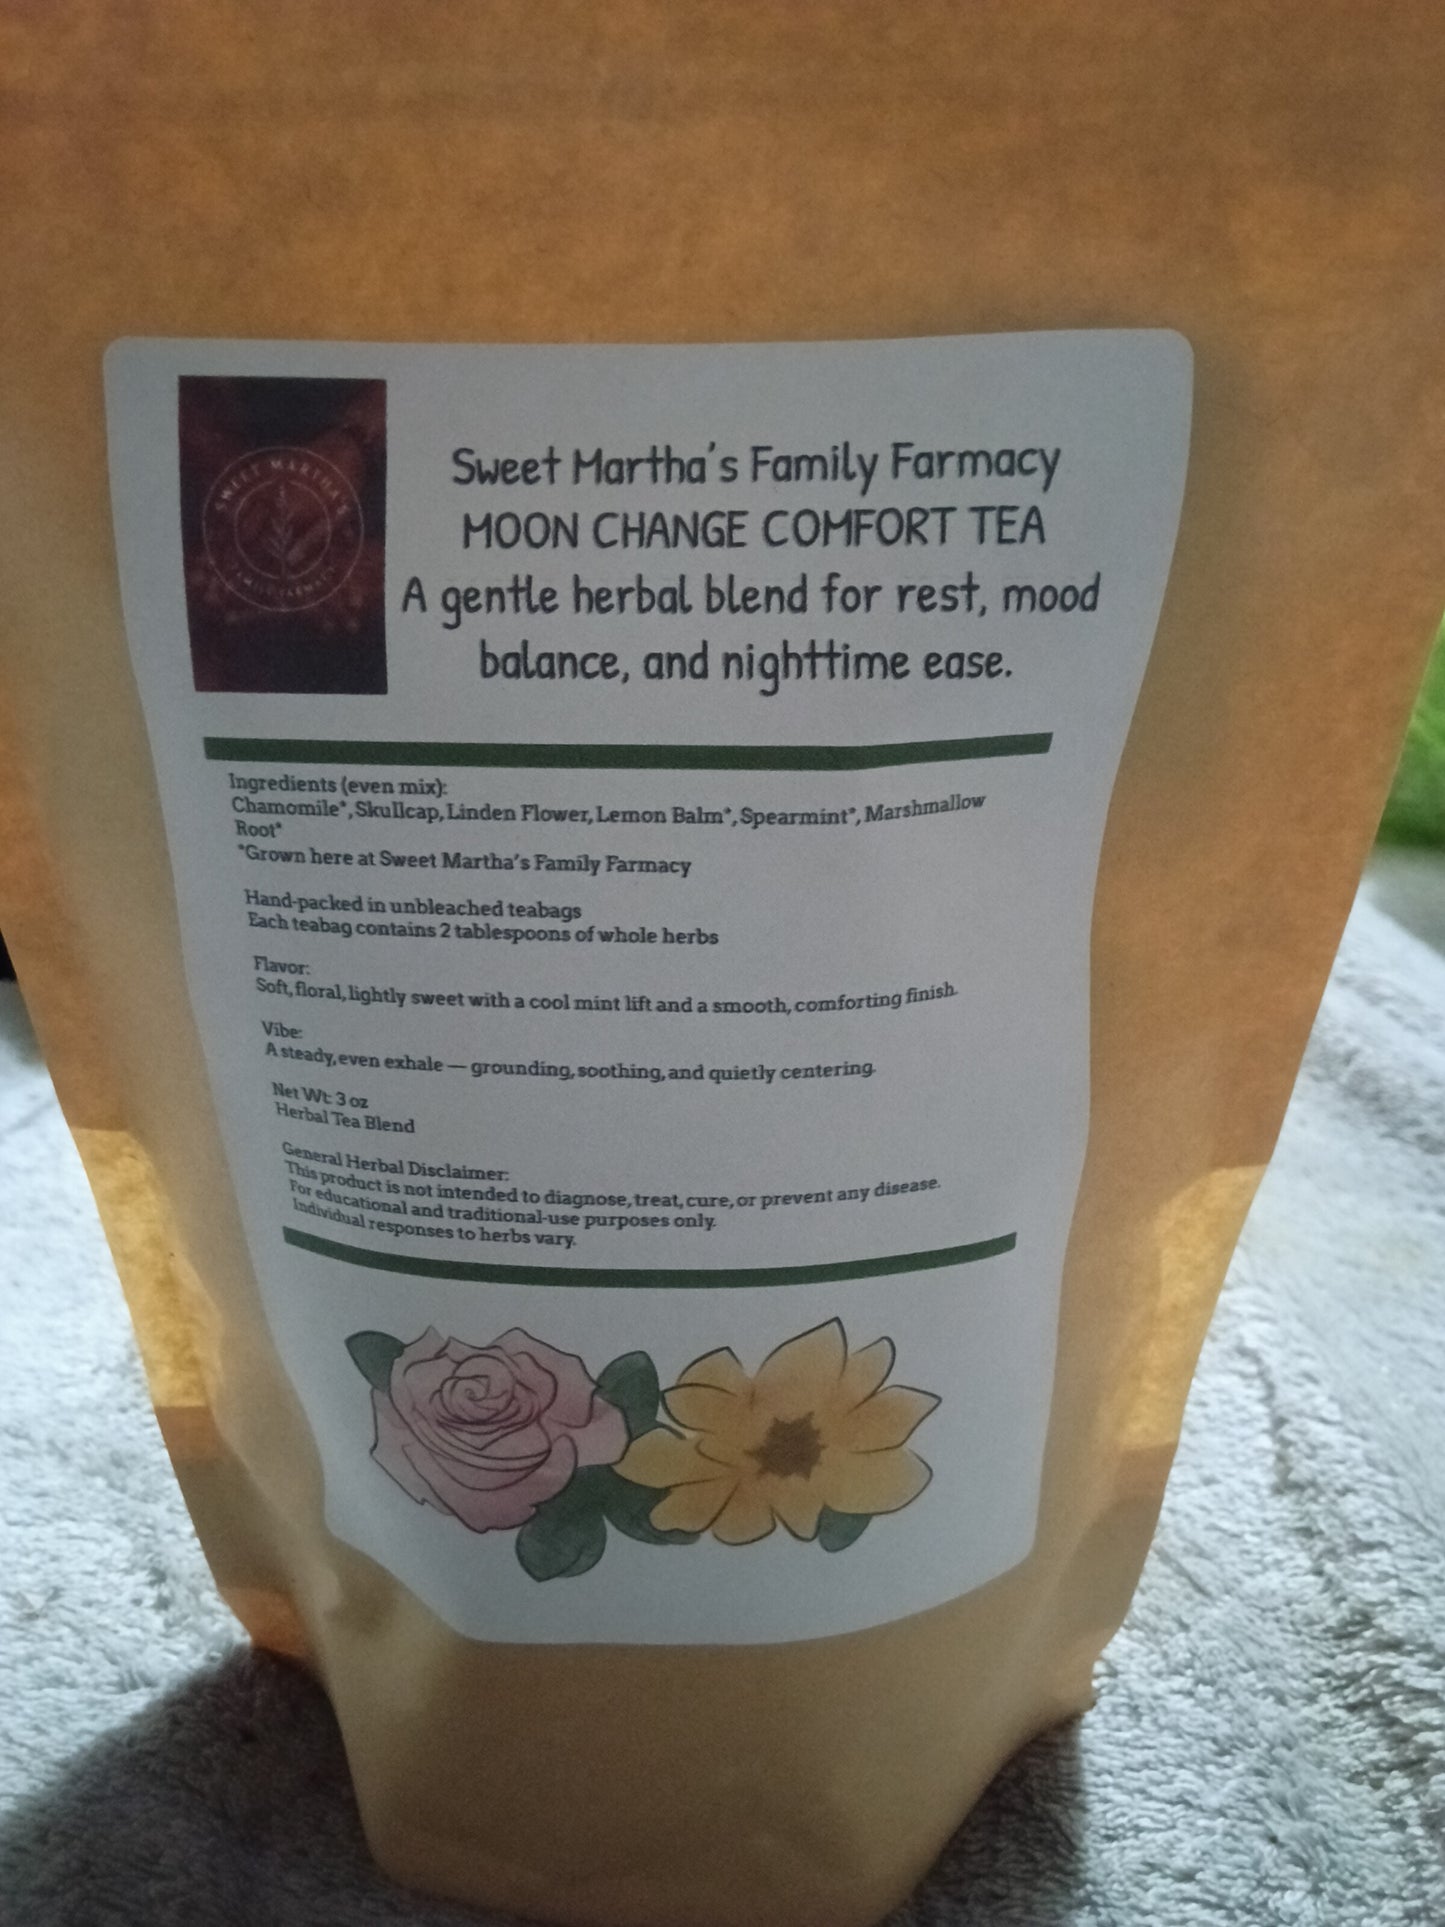 SWEET MARTHA'S
FAMILY FARMACY
Sweet Martha's Family Farmacy
MOON CHANGE COMFORT TEA
A gentle herbal blend for rest, mood
balance, and nighttime ease.
Ingredients (even mix):
Chamomile*, Skullcap, Linden Flower, Lemon Balm*, Spearmint*, Marshmallow
Root*
*Grown here at Sweet Martha's Family Farmacy
Hand-packed in unbleached teabags
Each teabag contains 2 tablespoons of whole herbs
Flavor:
Soft, floral, lightly sweet with a cool mint lift and a smooth, comforting finish.
Vibe:
A steady, even exhale — grounding, soothing, and quietly centering.
Net Wt: 3 oz
Herbal Tea Blend
General Herbal Disclaimer:
This product is not intended to diagnose, treat, cure, or prevent any disease.
For educational and traditional-use purposes only.
Individual responses to herbs vary.